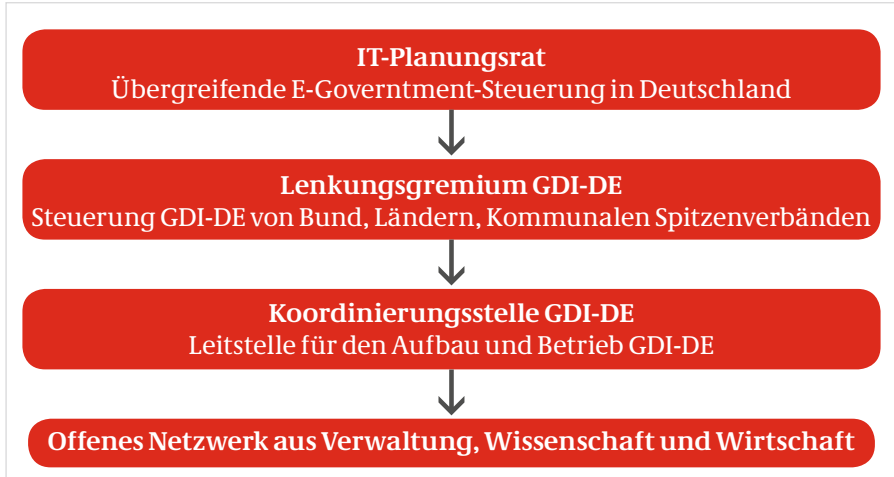 IT-Planungsrat
Übergreifende E-Governtment-Steuerung in Deutschland
Lenkungsgremium GDI-DE
Steuerung GDI-DE von Bund, Ländern, Kommunalen Spitzenverbänden
Koordinierungsstelle GDI-DE
Leitstelle für den Aufbau und Betrieb GDI-DE
Offenes Netzwerk aus Verwaltung, Wissenschaft und Wirtschaft